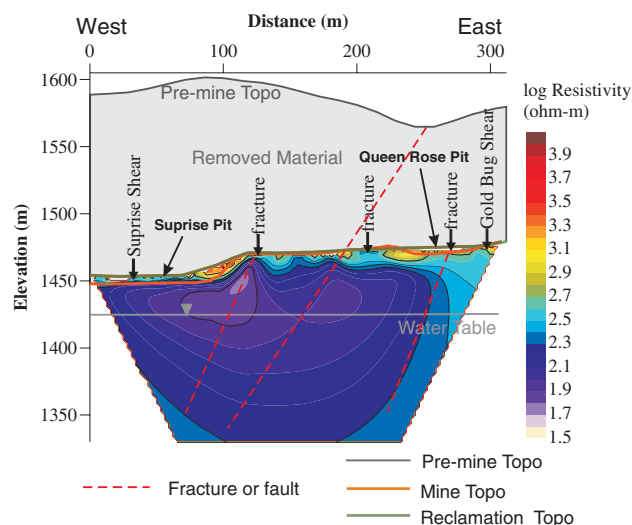 West
Distance (m)
East
0
100
200
300
1600
1550
1500
1450
1400
1350
Elevation (m)
Pre-mine Topo
Removed Material
Queen Rose Pit
Suprise Shear
Suprise Pit
fracture
fracture
fracture
Gold Bug Shear
Water Table
log Resistivity
(ohm-m)
3.9
3.7
3.5
3.3
3.1
2.9
2.7
2.5
2.3
2.1
1.9
1.7
1.5
Fracture or fault
Pre-mine Topo
Mine Topo
Reclamation Topo